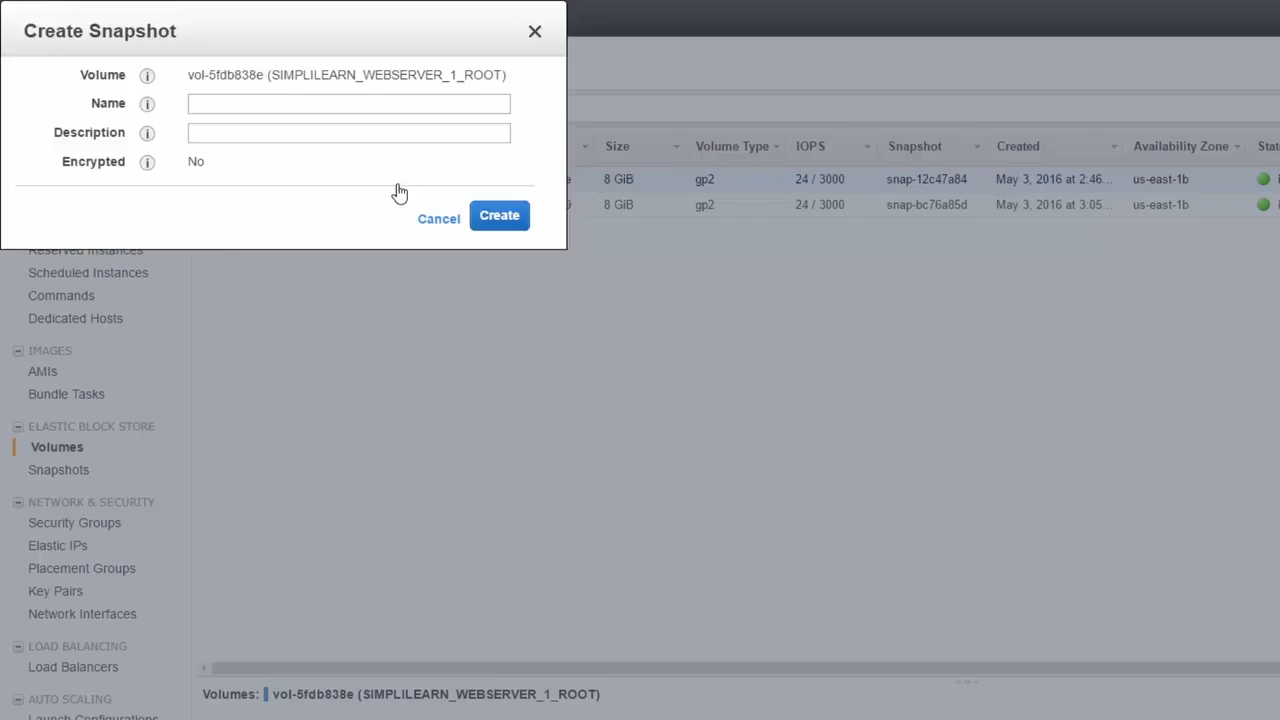 Create Snapshot
Volume vol-5fdb838e (SIMPLILEARN_WEBSERVER_1_ROOT)
Name
Description
Encrypted No
Cancel Create
Size Volume Type IOPS Snapshot Created Availability Zone
8 GiB gp2 24 / 3000 snap-12c47a84 May 3, 2016 at 2:46... us-east-1b
8 GiB gp2 24 / 3000 snap-bc76a85d May 3, 2016 at 3:05... us-east-1b
Reserved Instances
Scheduled Instances
Commands
Dedicated Hosts
IMAGES
AMIs
Bundle Tasks
ELASTIC BLOCK STORE
Volumes
Snapshots
NETWORK & SECURITY
Security Groups
Elastic IPs
Placement Groups
Key Pairs
Network Interfaces
LOAD BALANCING
Load Balancers
AUTO SCALING
Launch Configurations
Volumes: vol-5fdb838e (SIMPLILEARN_WEBSERVER_1_ROOT)